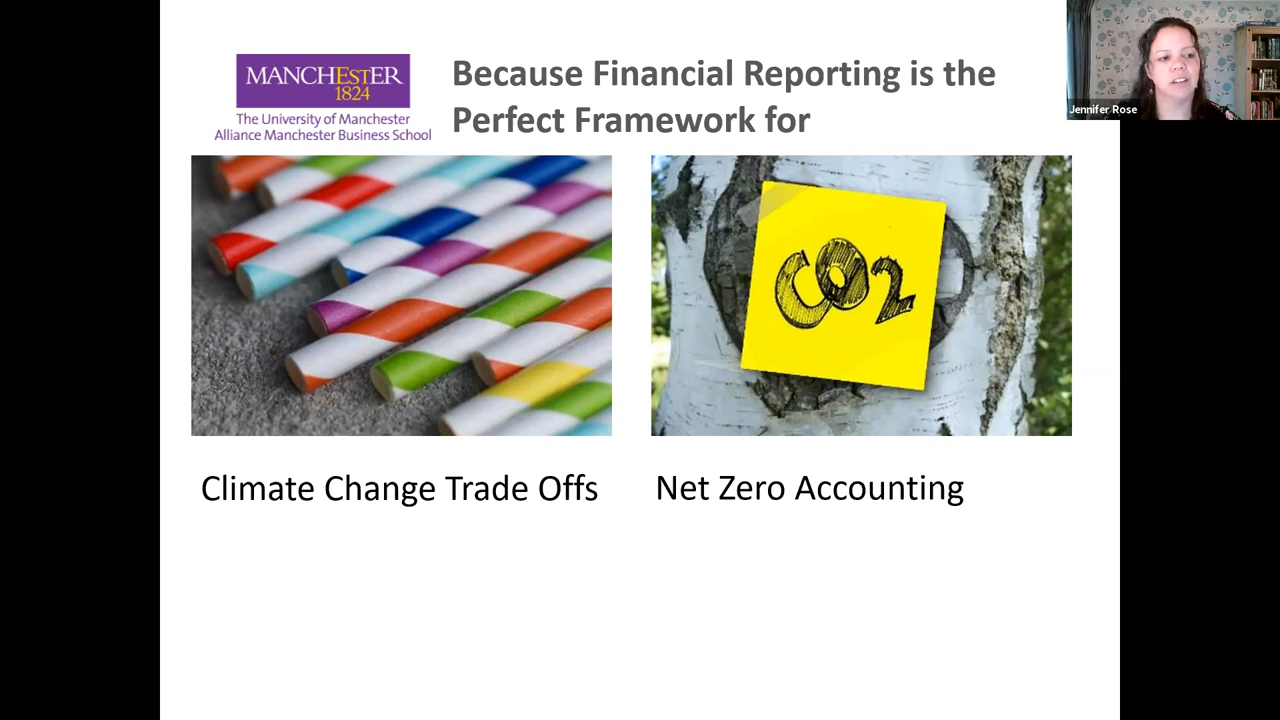 MANCHESTER
1824
The University of Manchester
Alliance Manchester Business School
Because Financial Reporting is the
Perfect Framework for
Jennifer Rose
CO2
Climate Change Trade Offs
Net Zero Accounting